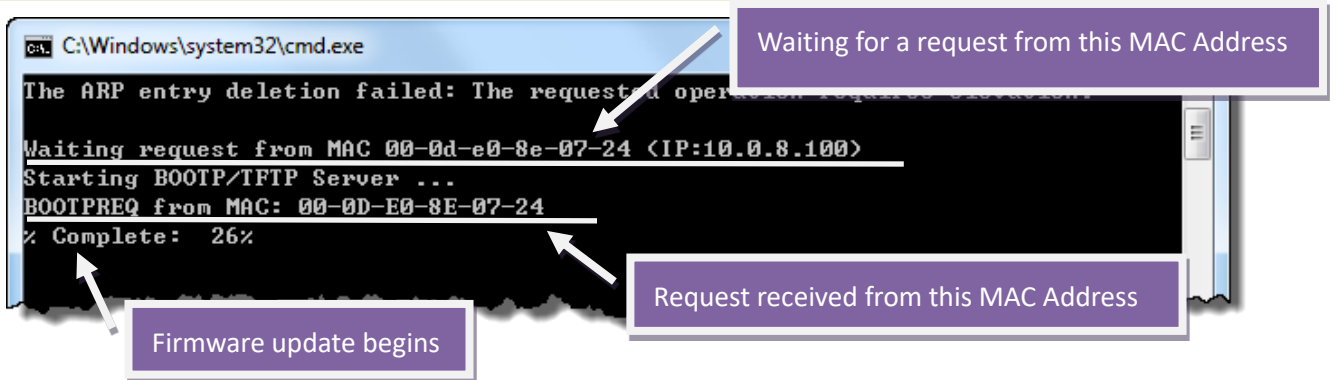 C:\Windows\system32\cmd.exe
Waiting for a request from this MAC Address
The ARP entry deletion failed: The requested operation requires elevation.
Waiting request from MAC 00-0d-e0-8e-07-24 (IP:10.0.8.100)
Starting BOOTP/TFTP Server ...
BOOTPREQ from MAC: 00-0D-E0-8E-07-24
% Complete: 26%
Request received from this MAC Address
Firmware update begins